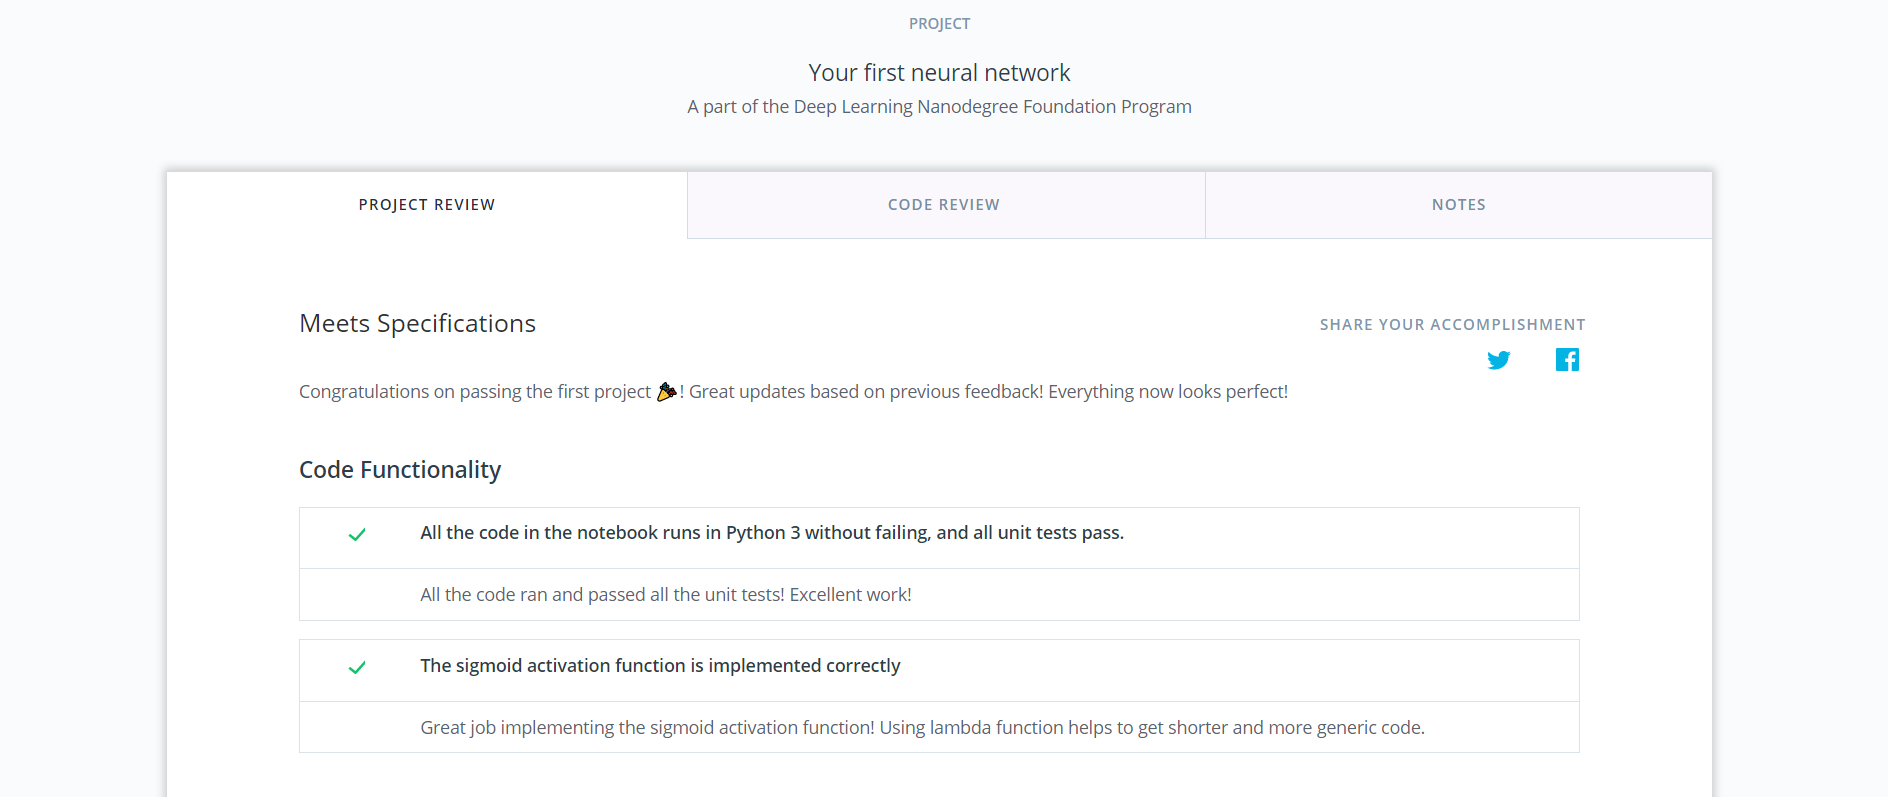 PROJECT
Your first neural network
A part of the Deep Learning Nanodegree Foundation Program
PROJECT REVIEW
CODE REVIEW
NOTES
Meets Specifications
SHARE YOUR ACCOMPLISHMENT
Congratulations on passing the first project 🎉! Great updates based on previous feedback! Everything now looks perfect!
Code Functionality
All the code in the notebook runs in Python 3 without failing, and all unit tests pass.
All the code ran and passed all the unit tests! Excellent work!
The sigmoid activation function is implemented correctly
Great job implementing the sigmoid activation function! Using lambda function helps to get shorter and more generic code.